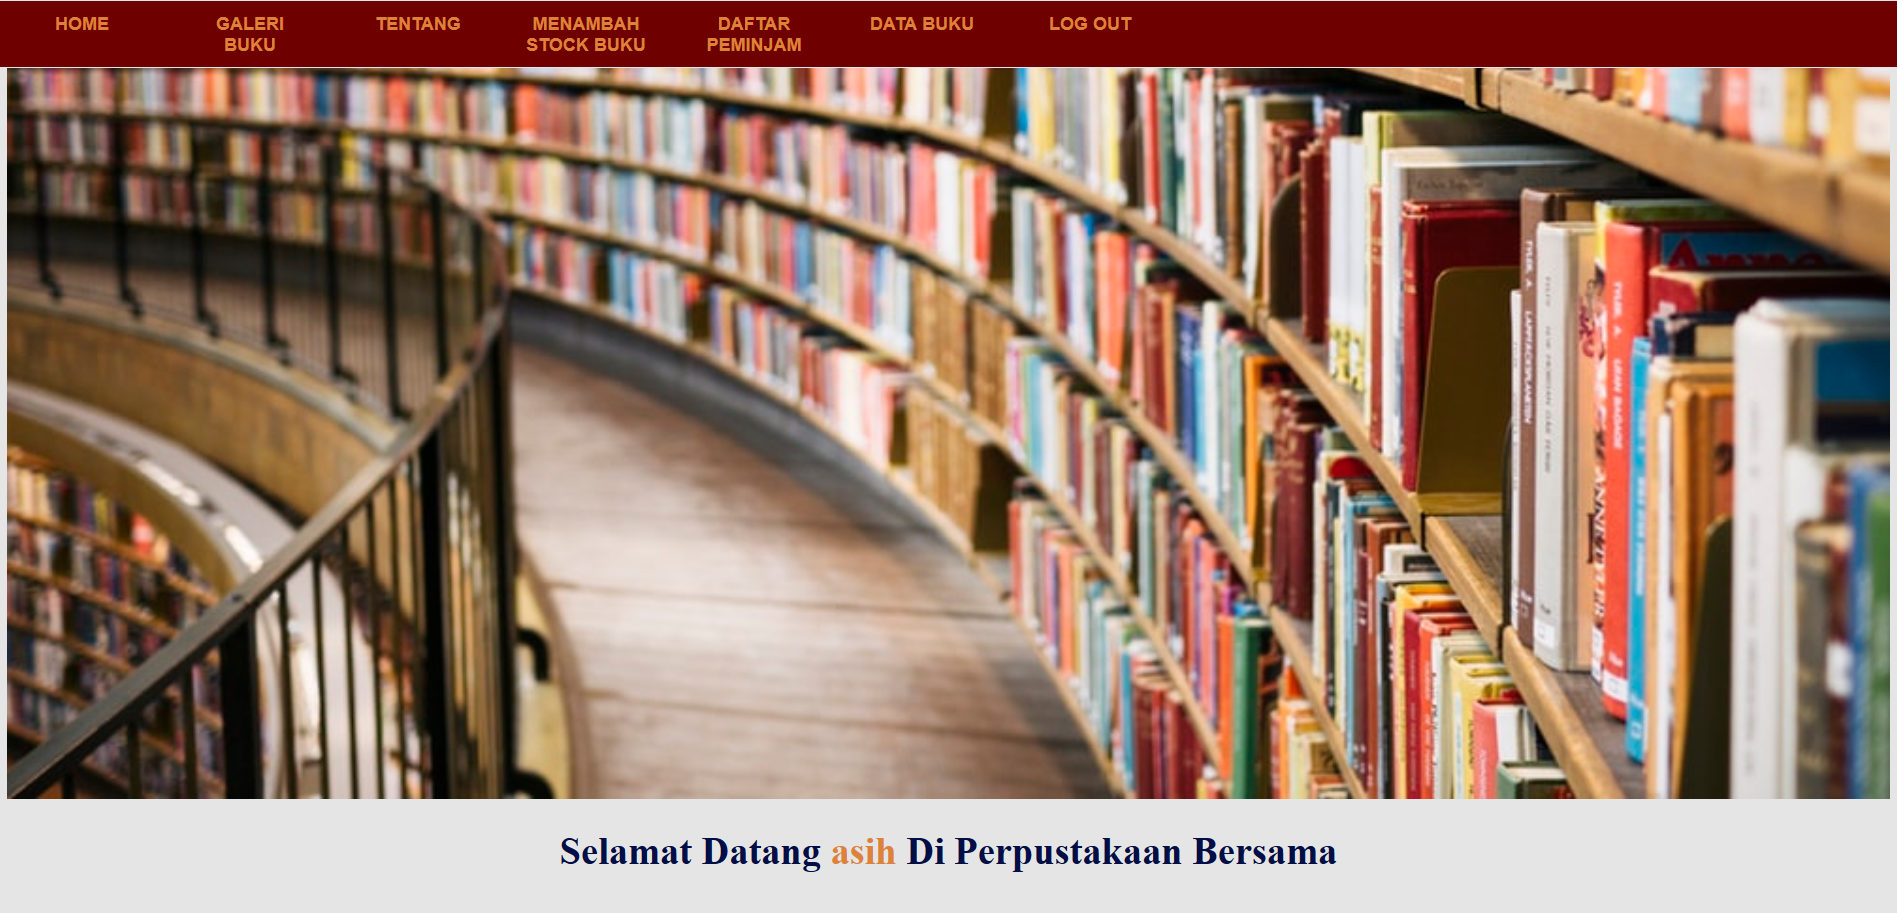 HOME
GALERI
BUKU
TENTANG
MENAMBAH
STOCK BUKU
DAFTAR
PEMINJAM
DATA BUKU
LOG OUT
Selamat Datang asih Di Perpustakaan Bersama